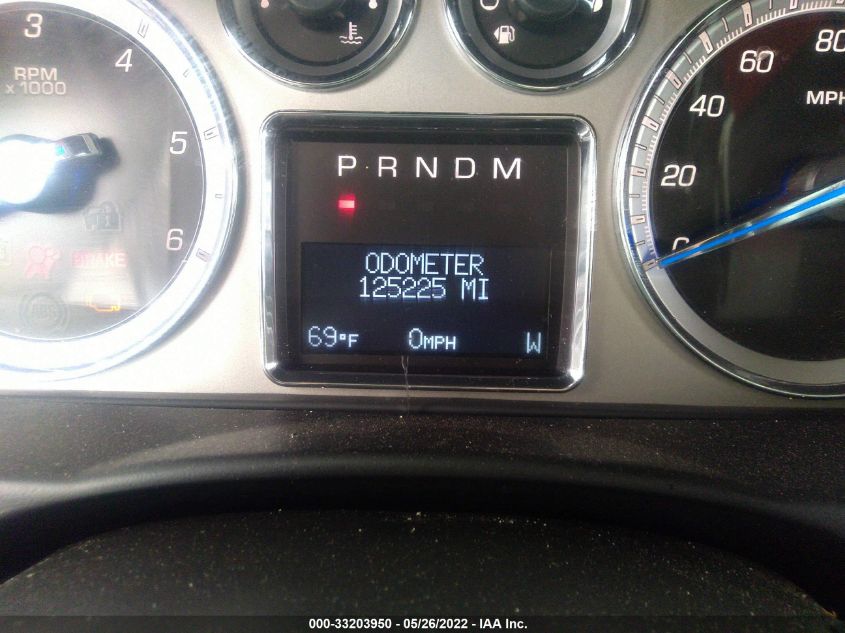 3
4
5
6
RPM
x 1000
BRAKE
ABS
P R N D M
ODOMETER
125225 MI
69°F 0MPH W
0
20
40
60
80
MPH
000-33203950 - 05/26/2022 - IAA Inc.